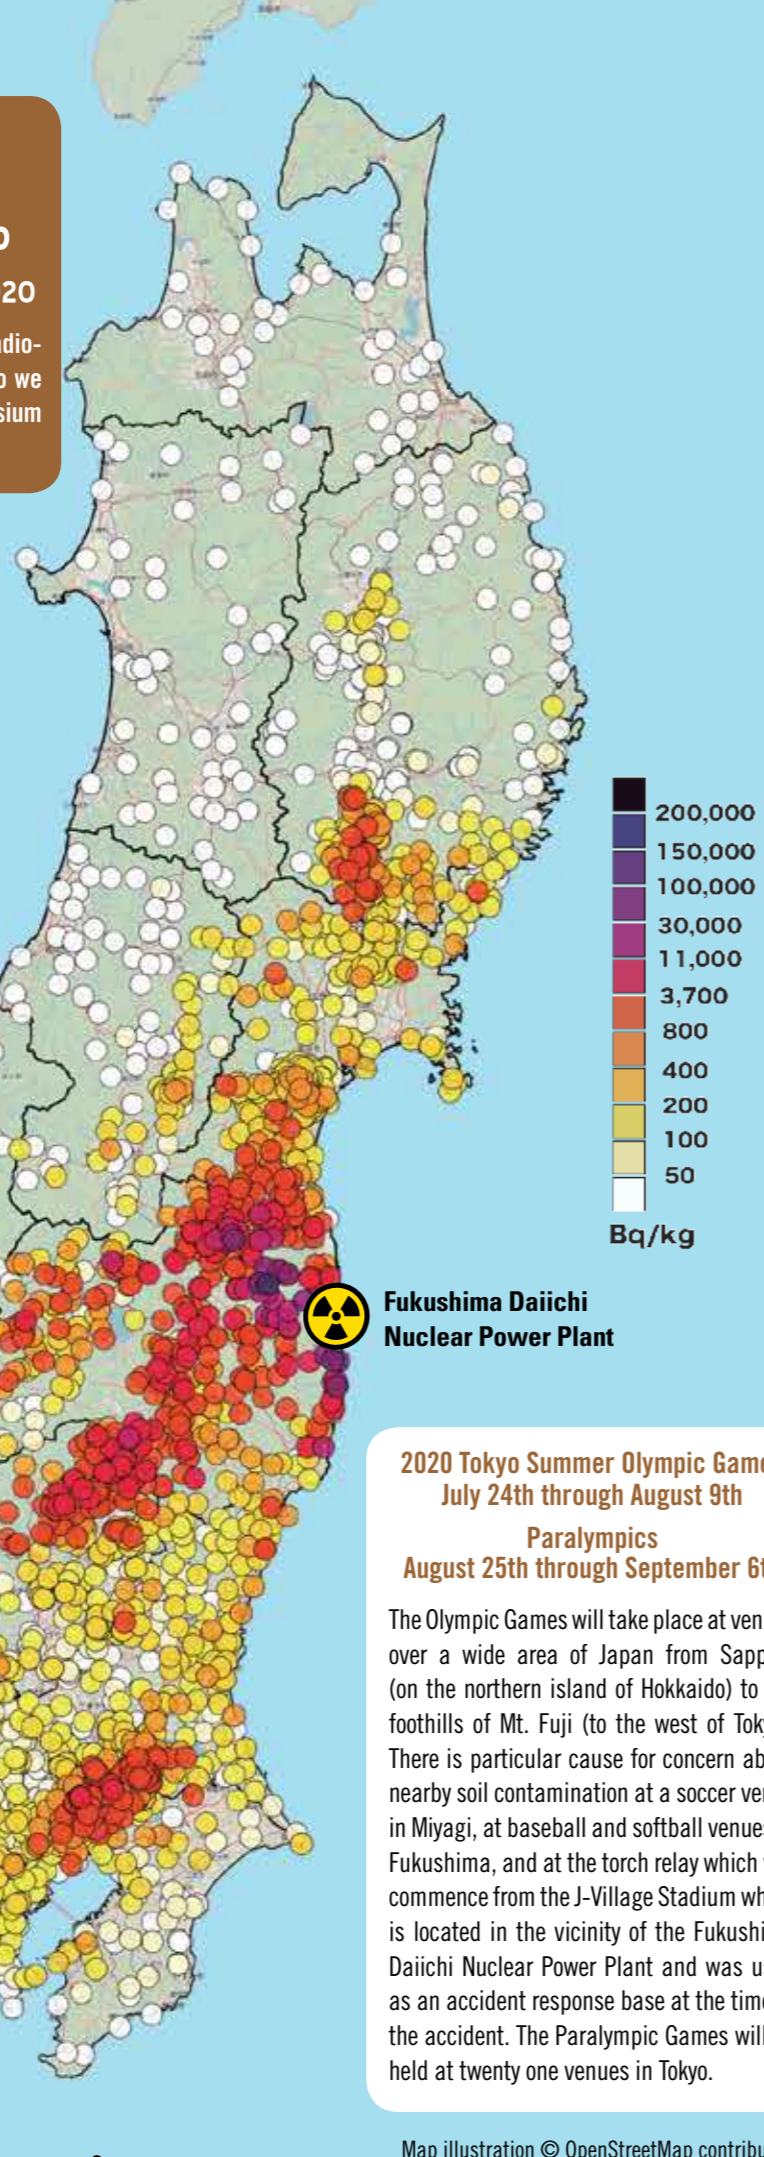 20
adio-
o we
sium
200,000
150,000
100,000
30,000
11,000
3,700
800
400
200
100
50
Bq/kg
Fukushima Daiichi
Nuclear Power Plant
2020 Tokyo Summer Olympic Game
July 24th through August 9th
Paralympics
August 25th through September 6t
The Olympic Games will take place at ven
over a wide area of Japan from Sapp
(on the northern island of Hokkaido) to
foothills of Mt. Fuji (to the west of Toky
There is particular cause for concern ab
nearby soil contamination at a soccer ven
in Miyagi, at baseball and softball venues
Fukushima, and at the torch relay which
commence from the J-Village Stadium wh
is located in the vicinity of the Fukushi
Daiichi Nuclear Power Plant and was us
as an accident response base at the time
the accident. The Paralympic Games will
held at twenty one venues in Tokyo.
Map illustration © OpenStreetMap contribu